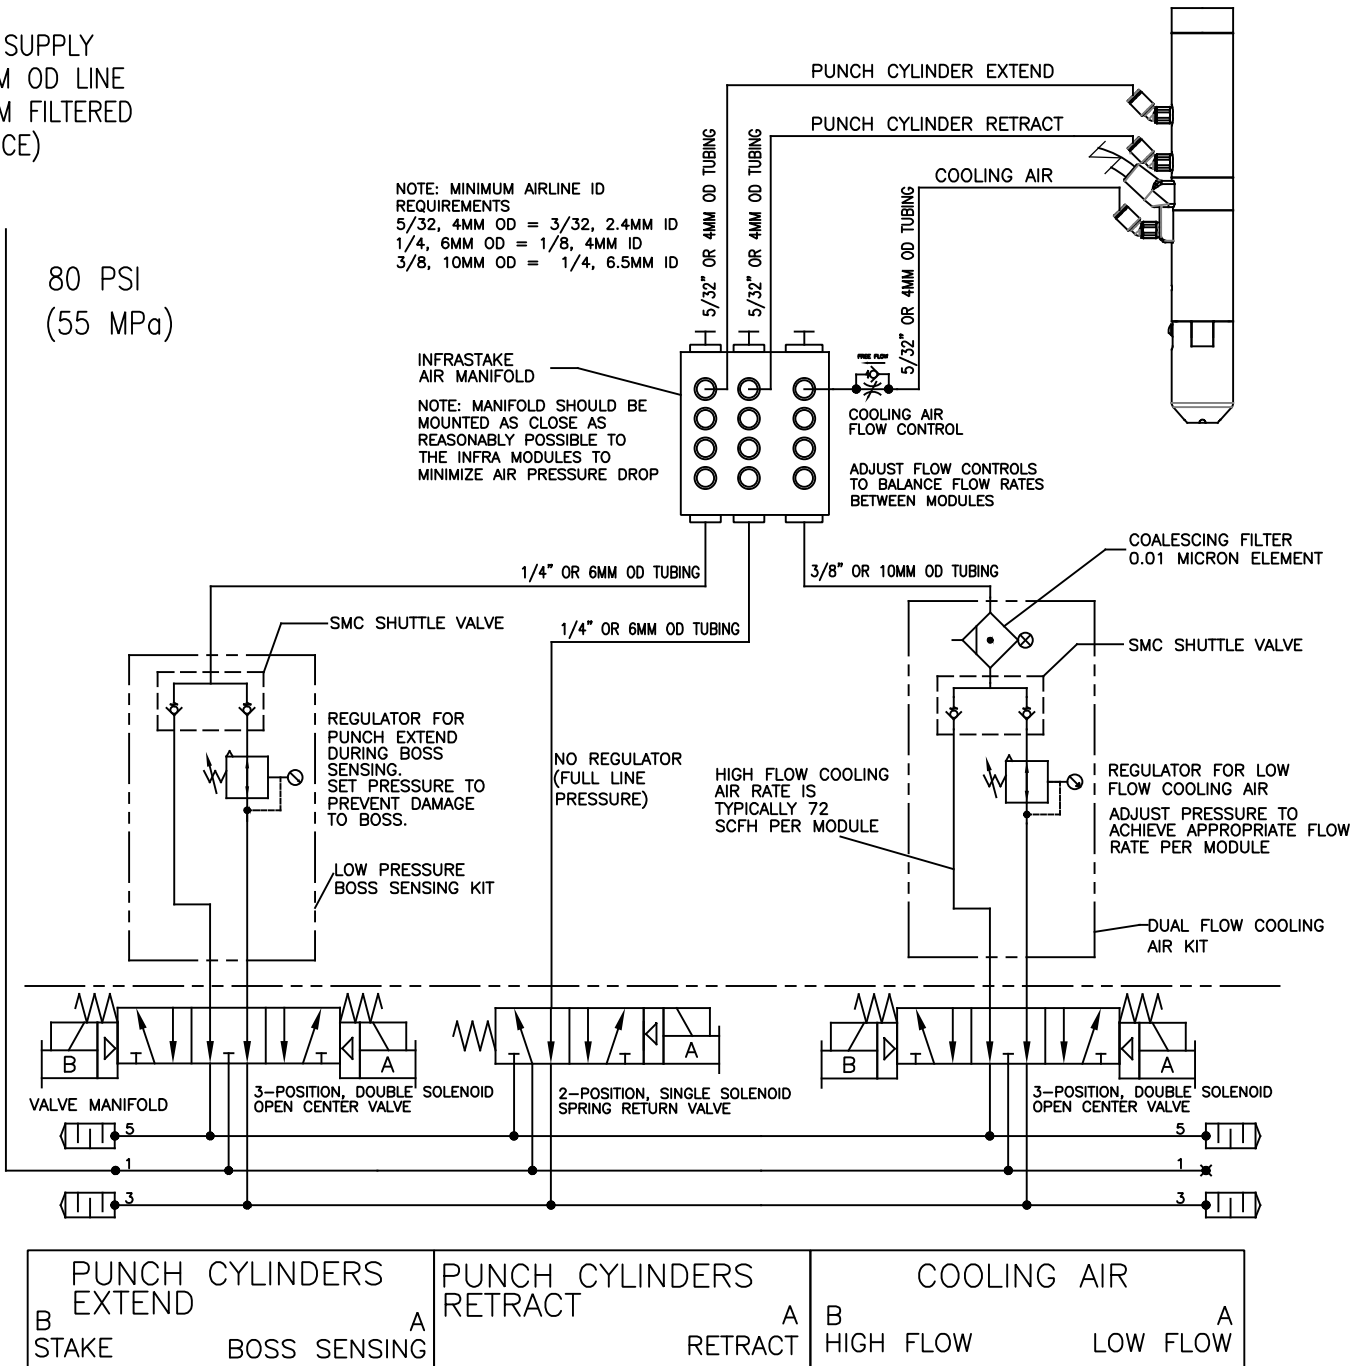 SUPPLY
M OD LINE
M FILTERED
CE)
80 PSI
(55 MPa)
NOTE: MINIMUM AIRLINE ID
REQUIREMENTS
5/32, 4MM OD = 3/32, 2.4MM ID
1/4, 6MM OD = 1/8, 4MM ID
3/8, 10MM OD = 1/4, 6.5MM ID
PUNCH CYLINDER EXTEND
PUNCH CYLINDER RETRACT
COOLING AIR
5/32" OR 4MM OD TUBING
5/32" OR 4MM OD TUBING
5/32" OR 4MM OD TUBING
INFRASTAKE
AIR MANIFOLD
NOTE: MANIFOLD SHOULD BE
MOUNTED AS CLOSE AS
REASONABLY POSSIBLE TO
THE INFRA MODULES TO
MINIMIZE AIR PRESSURE DROP
FREE FLOW
COOLING AIR
FLOW CONTROL
ADJUST FLOW CONTROLS
TO BALANCE FLOW RATES
BETWEEN MODULES
COALESCING FILTER
0.01 MICRON ELEMENT
1/4" OR 6MM OD TUBING
3/8" OR 10MM OD TUBING
1/4" OR 6MM OD TUBING
SMC SHUTTLE VALVE
SMC SHUTTLE VALVE
REGULATOR FOR
PUNCH EXTEND
DURING BOSS
SENSING.
SET PRESSURE TO
PREVENT DAMAGE
TO BOSS.
LOW PRESSURE
BOSS SENSING KIT
NO REGULATOR
(FULL LINE
PRESSURE)
HIGH FLOW COOLING
AIR RATE IS
TYPICALLY 72
SCFH PER MODULE
REGULATOR FOR LOW
FLOW COOLING AIR
ADJUST PRESSURE TO
ACHIEVE APPROPRIATE FLOW
RATE PER MODULE
DUAL FLOW COOLING
AIR KIT
B
A
A
B
A
3-POSITION, DOUBLE SOLENOID
OPEN CENTER VALVE
2-POSITION, SINGLE SOLENOID
SPRING RETURN VALVE
3-POSITION, DOUBLE SOLENOID
OPEN CENTER VALVE
VALVE MANIFOLD
5
5
1
1
3
3
PUNCH CYLINDERS
EXTEND
B
A
STAKE
BOSS SENSING
PUNCH CYLINDERS
RETRACT
A
RETRACT
COOLING AIR
B
A
HIGH FLOW
LOW FLOW